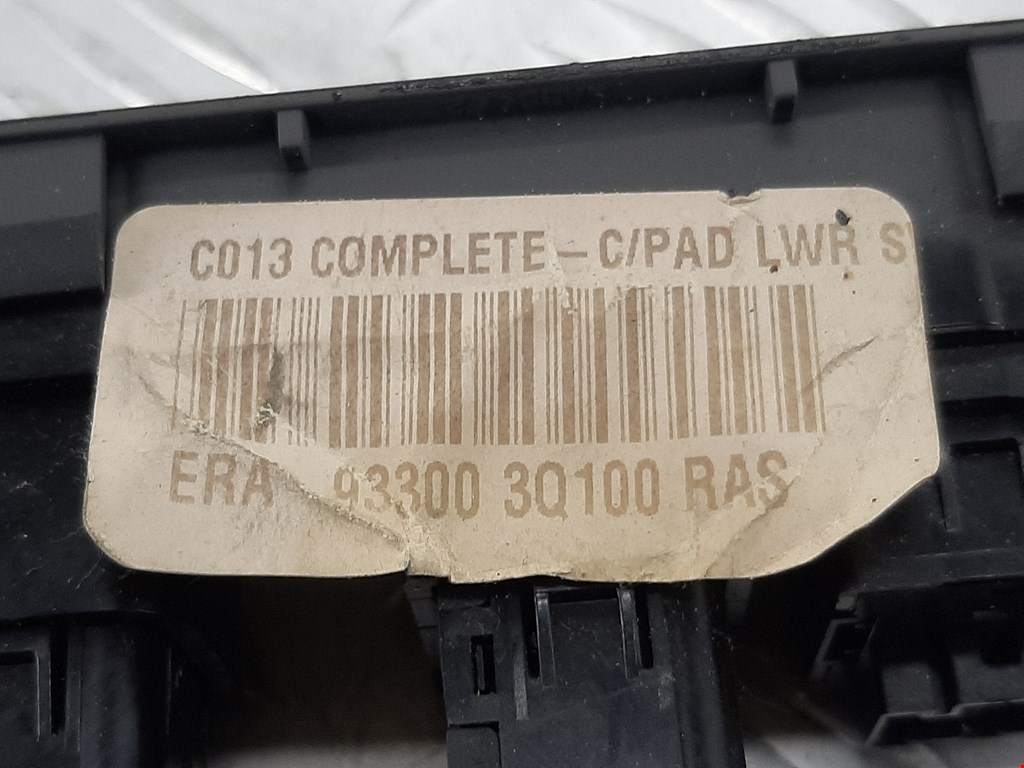 C013 COMPLETE-C/PAD LWR S
ERA 93300 3Q100 RAS